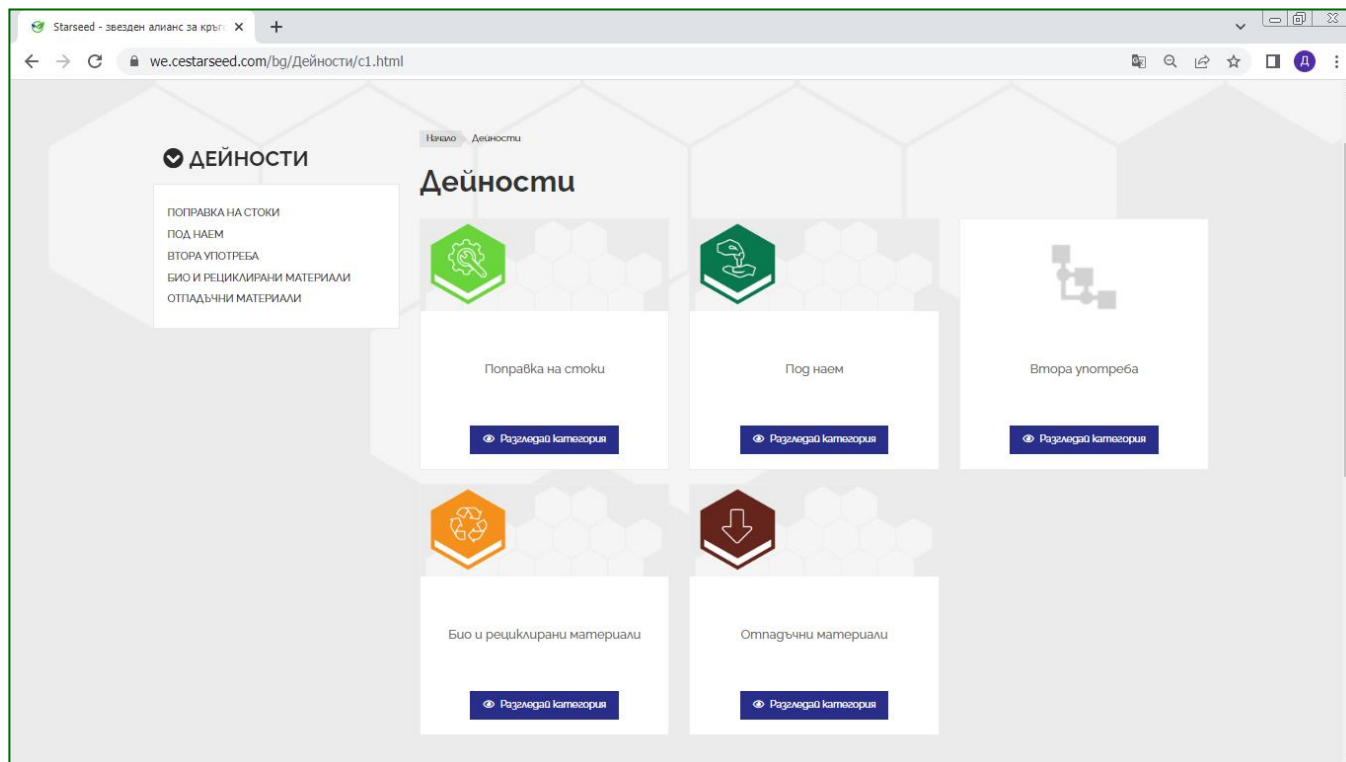 Starseed - звезден алианс за кръг
we.cestarseed.com/bg/Дейности/c1.html
Д
ДЕЙНОСТИ
ПОПРАВКА НА СТОКИ
ПОД НАЕМ
ВТОРА УПОТРЕБА
БИО И РЕЦИКЛИРАНИ МАТЕРИАЛИ
ОТПАДЪЧНИ МАТЕРИАЛИ
Начало Дейности
Дейности
Поправка на стоки
Под наем
Втора употреба
Разгледай категория
Разгледай категория
Разгледай категория
Био и рециклирани материали
Отпадъчни материали
Разгледай категория
Разгледай категория